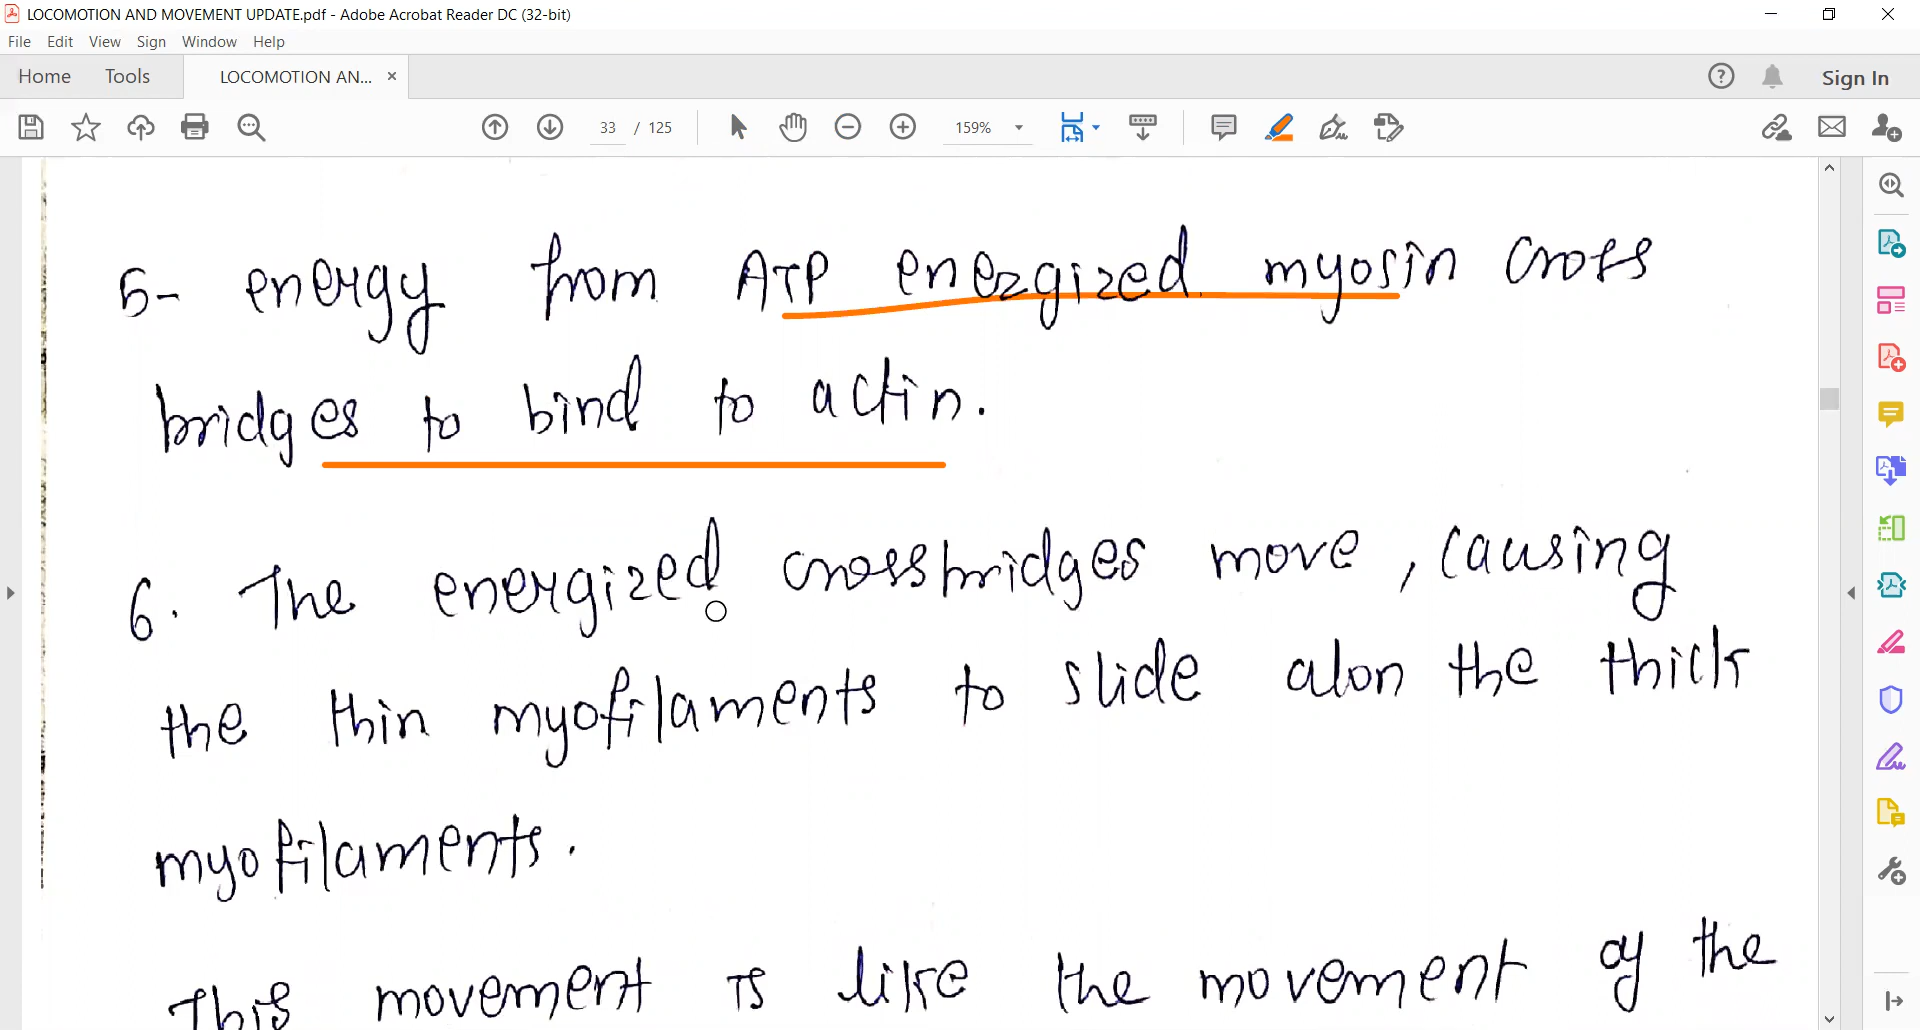 LOCOMOTION AND MOVEMENT UPDATE.pdf - Adobe Acrobat Reader DC (32-bit)
File Edit View Sign Window Help
Home Tools LOCOMOTION AN... × Sign In
33 / 125 159%
5- energy from ATP energized myosin cross
bridges to bind to actin.
6. The energized crossbridges move, causing
the thin myofilaments to slide alon the thick
myofilaments.
This movement is like the movement of the